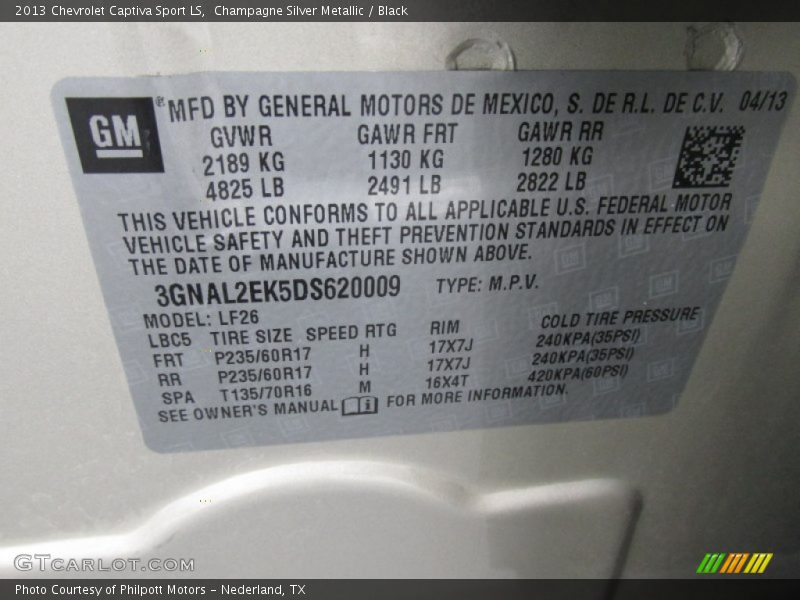 2013 Chevrolet Captiva Sport LS,  Champagne Silver Metallic / Black
GM
® MFD BY GENERAL MOTORS DE MEXICO, S. DE R.L. DE C.V.  04/13
GVWR  GAWR FRT  GAWR RR
2189 KG  1130 KG  1280 KG
4825 LB  2491 LB  2822 LB
THIS VEHICLE CONFORMS TO ALL APPLICABLE U.S. FEDERAL MOTOR
VEHICLE SAFETY AND THEFT PREVENTION STANDARDS IN EFFECT ON
THE DATE OF MANUFACTURE SHOWN ABOVE.
3GNAL2EK5DS620009  TYPE: M.P.V.
MODEL: LF26
LBC5  TIRE SIZE  SPEED RTG  RIM  COLD TIRE PRESSURE
FRT  P235/60R17  H  17X7J  240KPA(35PSI)
RR  P235/60R17  H  17X7J  240KPA(35PSI)
SPA  T135/70R16  M  16X4T  420KPA(60PSI)
SEE OWNER'S MANUAL  FOR MORE INFORMATION.
GTCARLOT.COM
Photo Courtesy of Philpott Motors – Nederland, TX